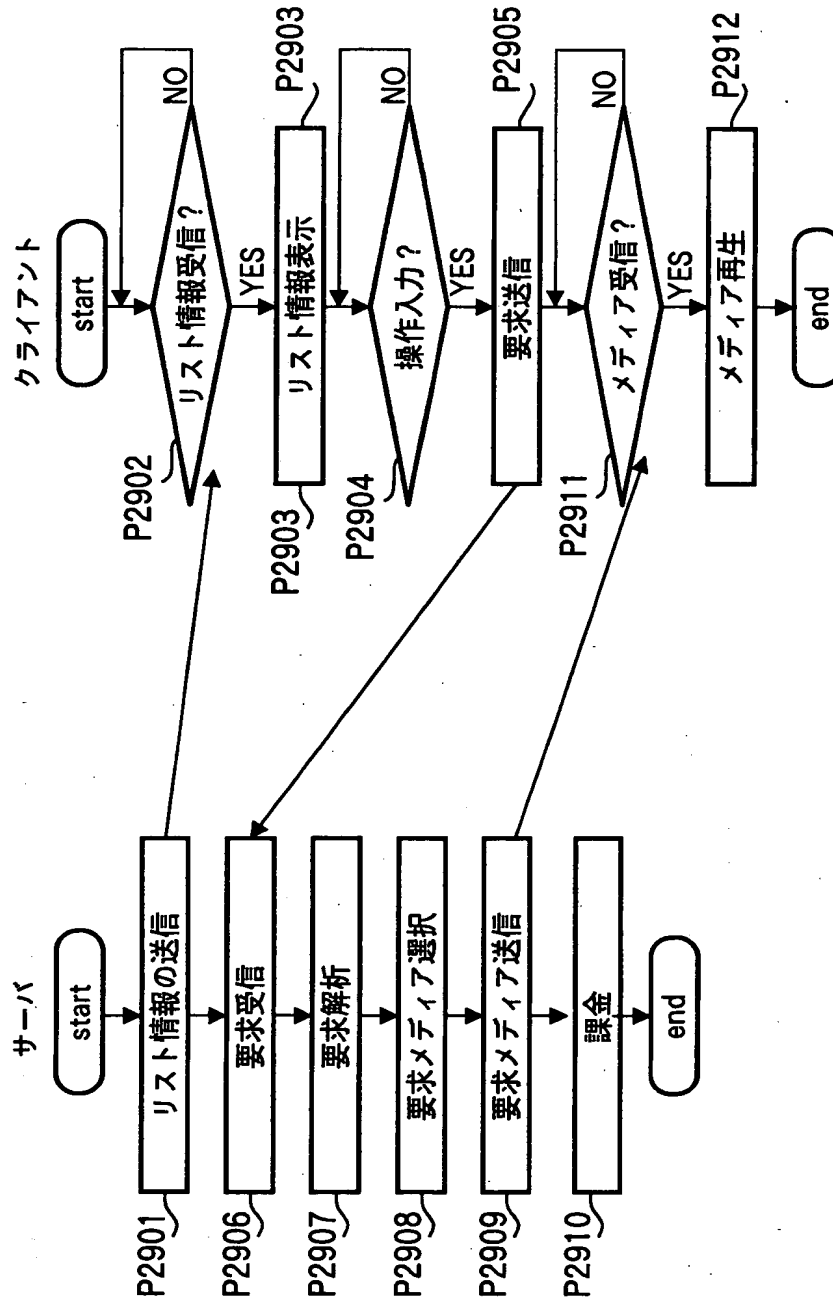 サーバ
start
P2901
リスト情報の送信
P2906
要求受信
P2907
要求解析
P2908
要求メディア選択
P2909
要求メディア送信
P2910
課金
end
クライアント
start
P2902
リスト情報受信?
NO
YES
P2903
リスト情報表示
P2903
P2904
操作入力?
NO
YES
要求送信
P2905
P2911
メディア受信?
NO
YES
メディア再生
P2912
end